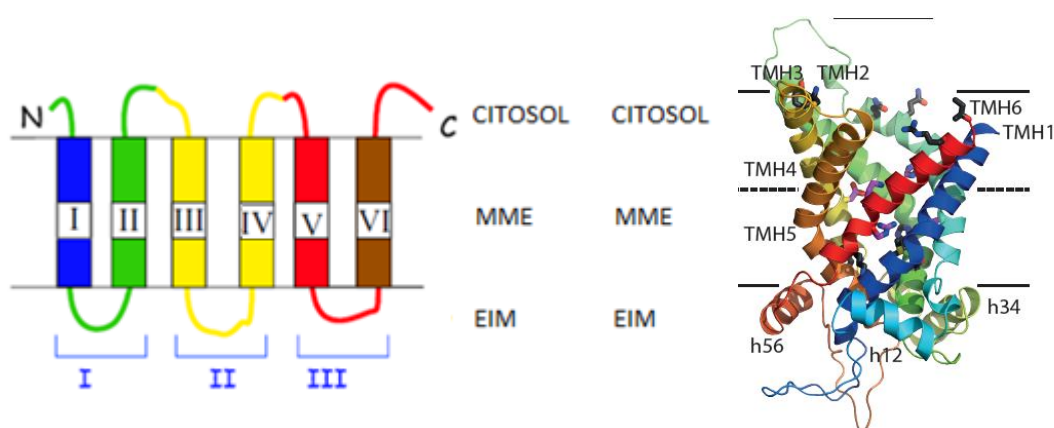 N
C
CITOSOL
CITOSOL
I II III IV V VI
MME
MME
EIM
EIM
I II III
TMH3 TMH2
TMH6
TMH1
TMH4
TMH5
h56
h12
h34